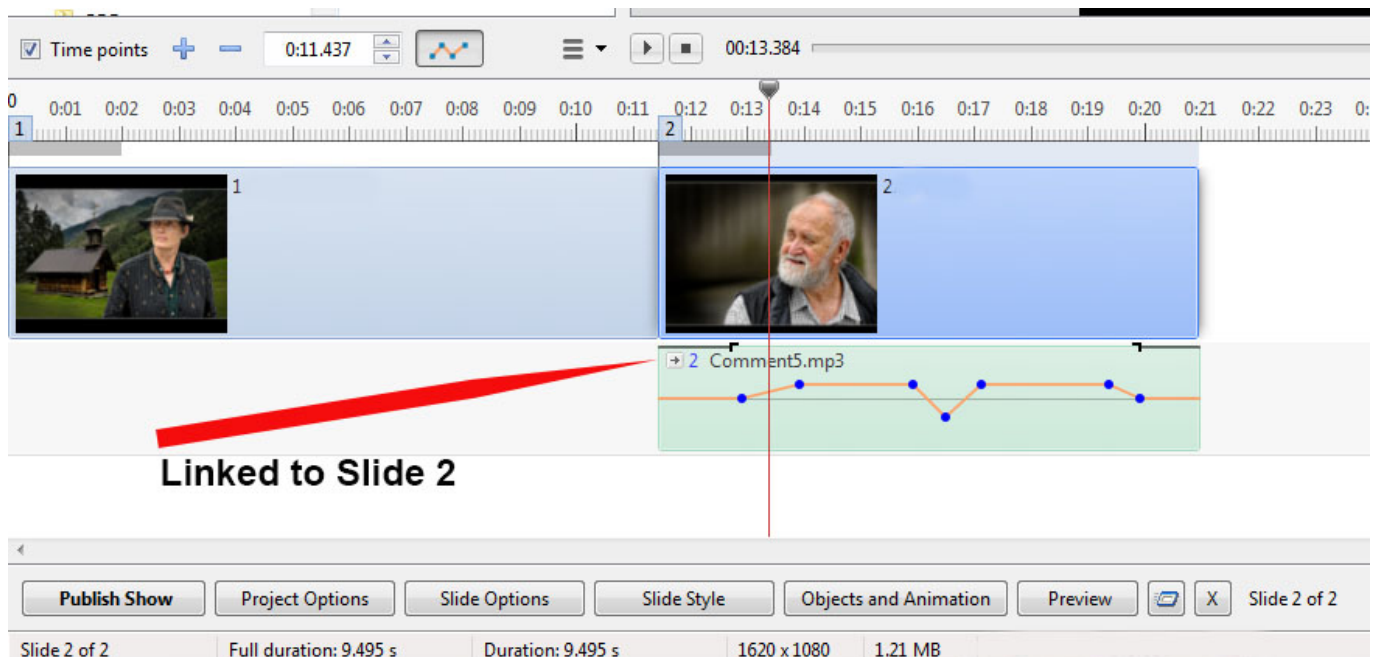 Time points 0:11.437 00:13.384
0 0:01 0:02 0:03 0:04 0:05 0:06 0:07 0:08 0:09 0:10 0:11 0:12 0:13 0:14 0:15 0:16 0:17 0:18 0:19 0:20 0:21 0:22 0:23 0:
1 2
1 2
2 Comment5.mp3
Linked to Slide 2
Publish Show Project Options Slide Options Slide Style Objects and Animation Preview X Slide 2 of 2
Slide 2 of 2 Full duration: 9.495 s Duration: 9.495 s 1620 x 1080 1.21 MB